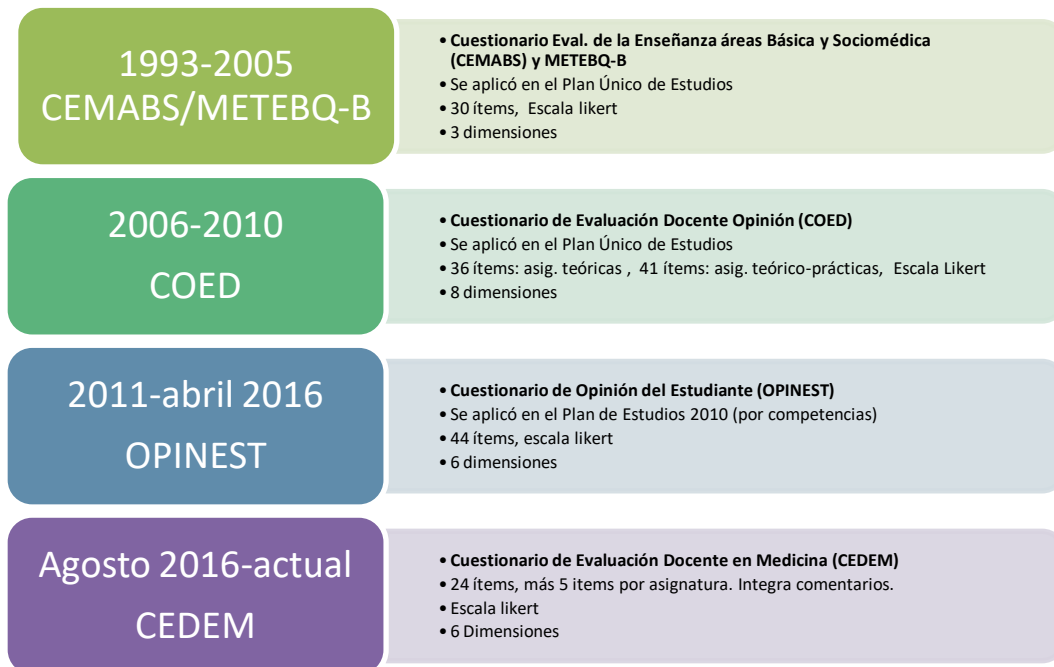 1993-2005
CEMABS/METEBQ-B
• Cuestionario Eval. de la Enseñanza áreas Básica y Sociomédica
(CEMABS) y METEBQ-B
• Se aplicó en el Plan Único de Estudios
• 30 ítems, Escala likert
• 3 dimensiones
2006-2010
COED
• Cuestionario de Evaluación Docente Opinión (COED)
• Se aplicó en el Plan Único de Estudios
• 36 ítems: asig. teóricas , 41 ítems: asig. teórico-prácticas, Escala Likert
• 8 dimensiones
2011-abril 2016
OPINEST
• Cuestionario de Opinión del Estudiante (OPINEST)
• Se aplicó en el Plan de Estudios 2010 (por competencias)
• 44 ítems, escala likert
• 6 dimensiones
Agosto 2016-actual
CEDEM
• Cuestionario de Evaluación Docente en Medicina (CEDEM)
• 24 ítems, más 5 items por asignatura. Integra comentarios.
• Escala likert
• 6 Dimensiones